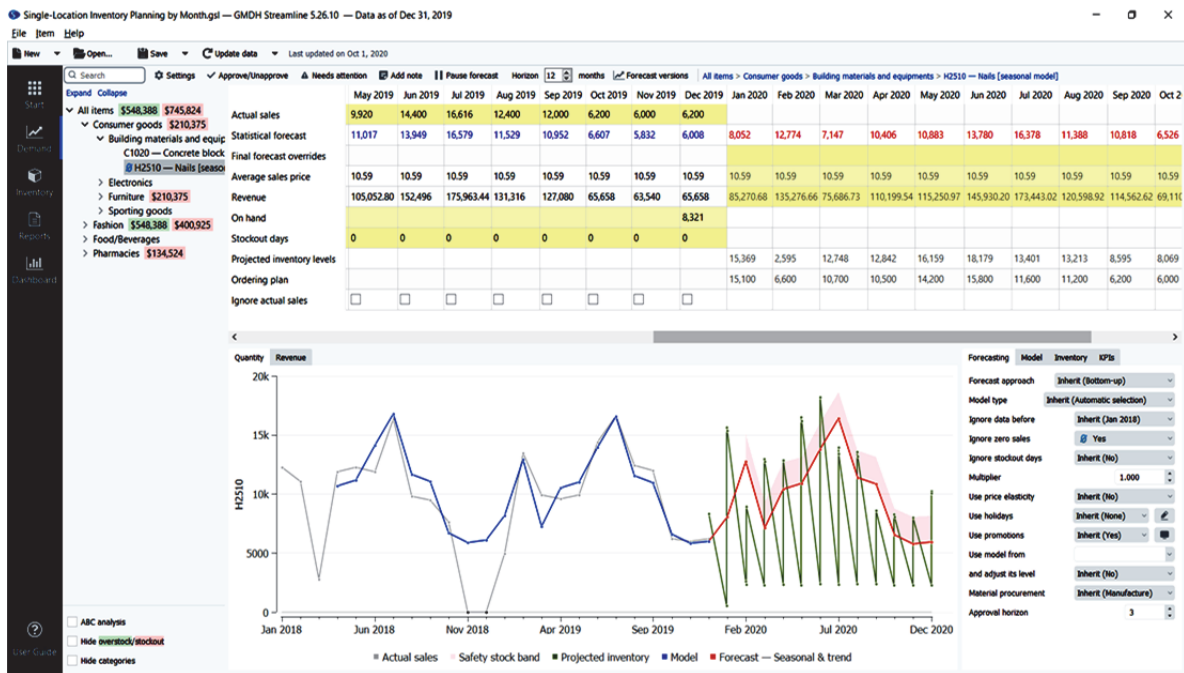 Single-Location Inventory Planning by Month.gsl — GMDH Streamline 5.26.10 — Data as of Dec 31, 2019
File Item Help
New Open... Save Update data Last updated on Oct 1, 2020
Search Settings Approve/Unapprove Needs attention Add note Pause forecast Horizon 12 months Forecast versions All items > Consumer goods > Building materials and equipments > H2510 — Nails [seasonal model]
Start
Demand
Inventory
Reports
Dashboard
User Guide
Expand Collapse
All items $548,388 $745,824
Consumer goods $210,375
Building materials and equip
C1020 — Concrete block
H2510 — Nails [seaso
Electronics
Furniture $210,375
Sporting goods
Fashion $548,388 $400,925
Food/Beverages
Pharmacies $134,524
ABC analysis
Hide overstock/stockout
Hide categories
May 2019 Jun 2019 Jul 2019 Aug 2019 Sep 2019 Oct 2019 Nov 2019 Dec 2019 Jan 2020 Feb 2020 Mar 2020 Apr 2020 May 2020 Jun 2020 Jul 2020 Aug 2020 Sep 2020 Oct 2
Actual sales 9,920 14,400 16,616 12,400 12,000 6,200 6,000 6,200
Statistical forecast 11,017 13,949 16,579 11,529 10,952 6,607 5,832 6,008 8,052 12,774 7,147 10,406 10,883 13,780 16,378 11,388 10,818 6,526
Final forecast overrides
Average sales price 10.59 10.59 10.59 10.59 10.59 10.59 10.59 10.59 10.59 10.59 10.59 10.59 10.59 10.59 10.59 10.59 10.59 10.59
Revenue 105,052.80 152,496 175,963.44 131,316 127,080 65,658 63,540 65,658 85,270.68 135,276.66 75,686.73 110,199.54 115,250.97 145,930.20 173,443.02 120,598.92 114,562.62 69,110
On hand 8,321
Stockout days 0 0 0 0 0 0 0 0
Projected inventory levels 15,369 2,595 12,748 12,842 16,159 18,179 13,401 13,213 8,595 8,069
Ordering plan 15,100 6,600 10,700 10,500 14,200 15,800 11,600 11,200 6,200 6,000
Ignore actual sales
Quantity Revenue
H2510
20k
15k
10k
5000
0
Jan 2018 Jun 2018 Nov 2018 Apr 2019 Sep 2019 Feb 2020 Jul 2020 Dec 2020
Actual sales Safety stock band Projected inventory Model Forecast — Seasonal & trend
Forecasting Model Inventory KPIs
Forecast approach Inherit (Bottom-up)
Model type Inherit (Automatic selection)
Ignore data before Inherit (Jan 2018)
Ignore zero sales Yes
Ignore stockout days Inherit (No)
Multiplier 1.000
Use price elasticity Inherit (No)
Use holidays Inherit (None)
Use promotions Inherit (Yes)
Use model from
and adjust its level Inherit (No)
Material procurement Inherit (Manufacture)
Approval horizon 3